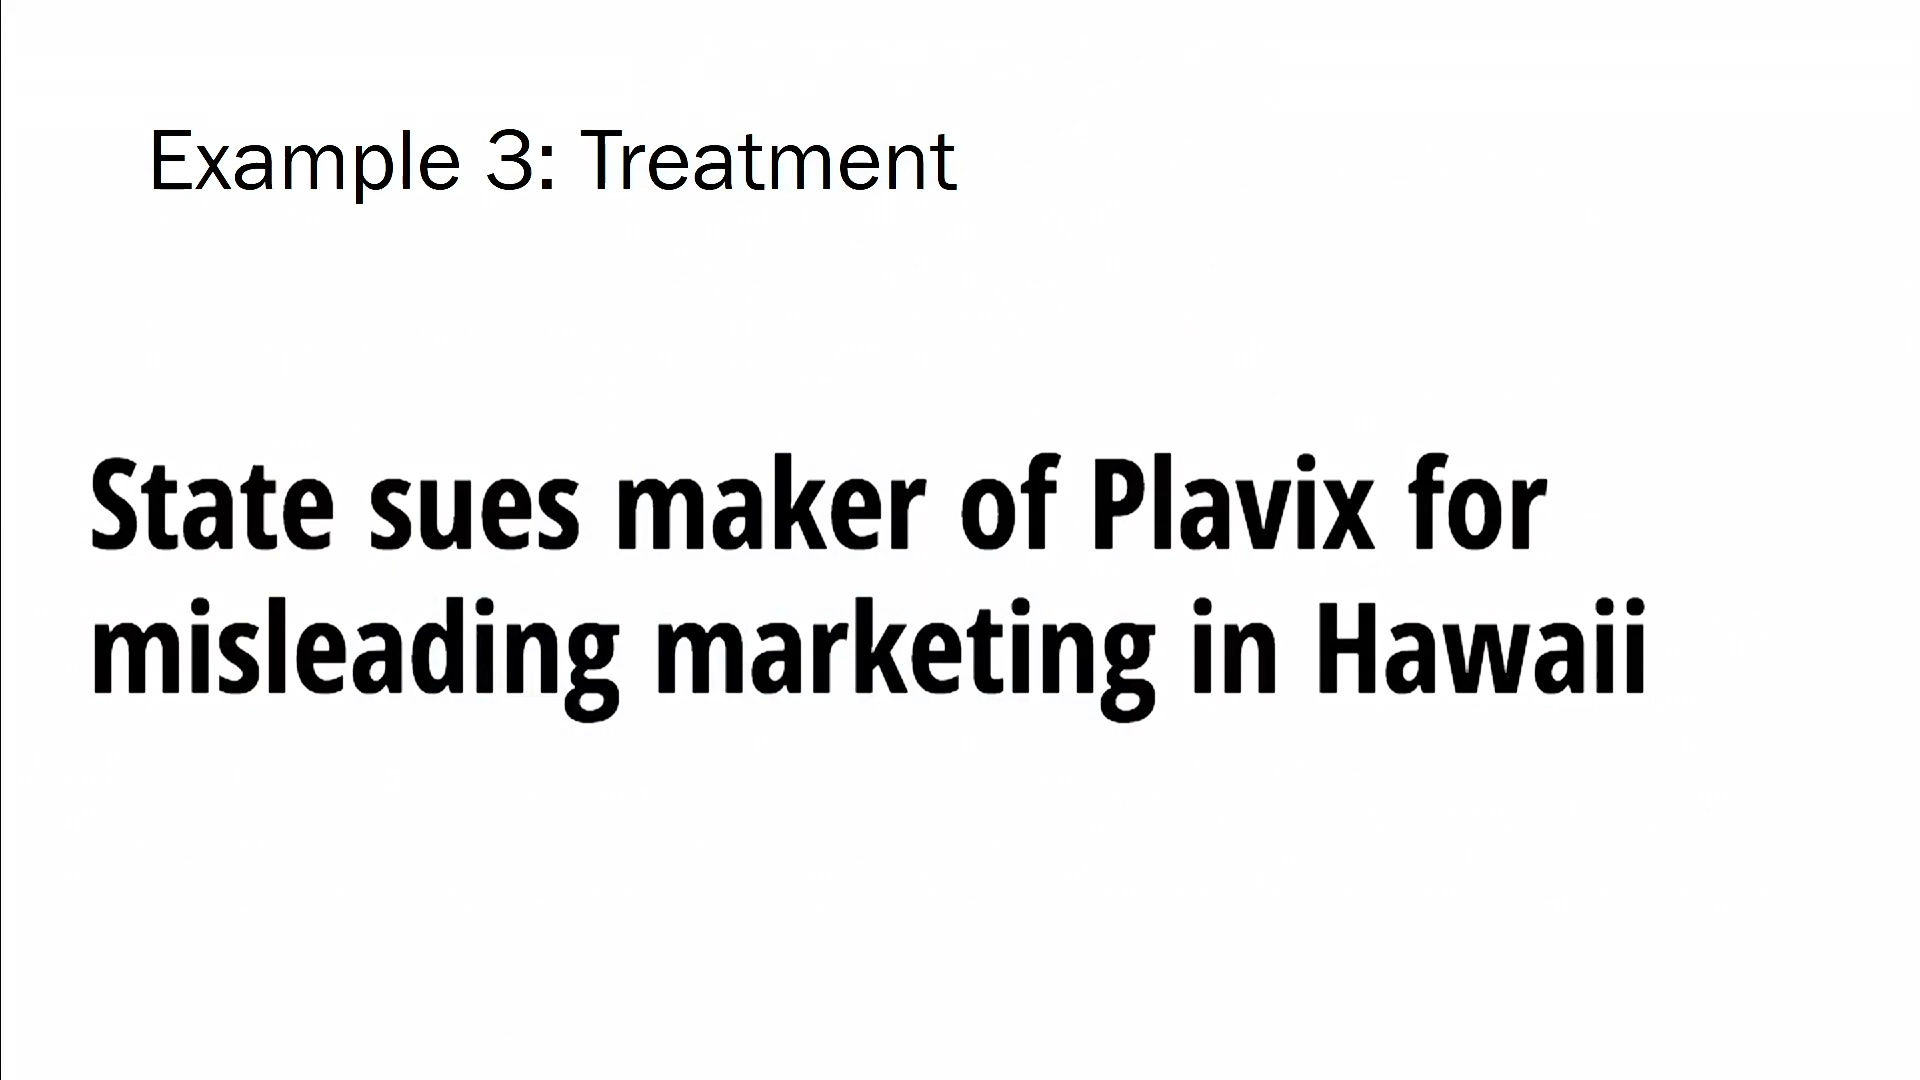 Example 3: Treatment
State sues maker of Plavix for
misleading marketing in Hawaii